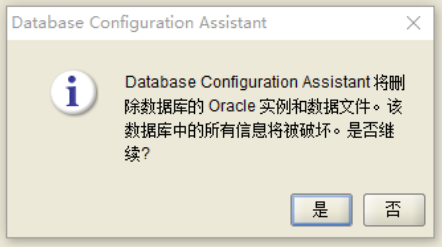 Database Configuration Assistant
Database Configuration Assistant 将删
除数据库的 Oracle 实例和数据文件。该
数据库中的所有信息将被破坏。是否继
续?
是
否